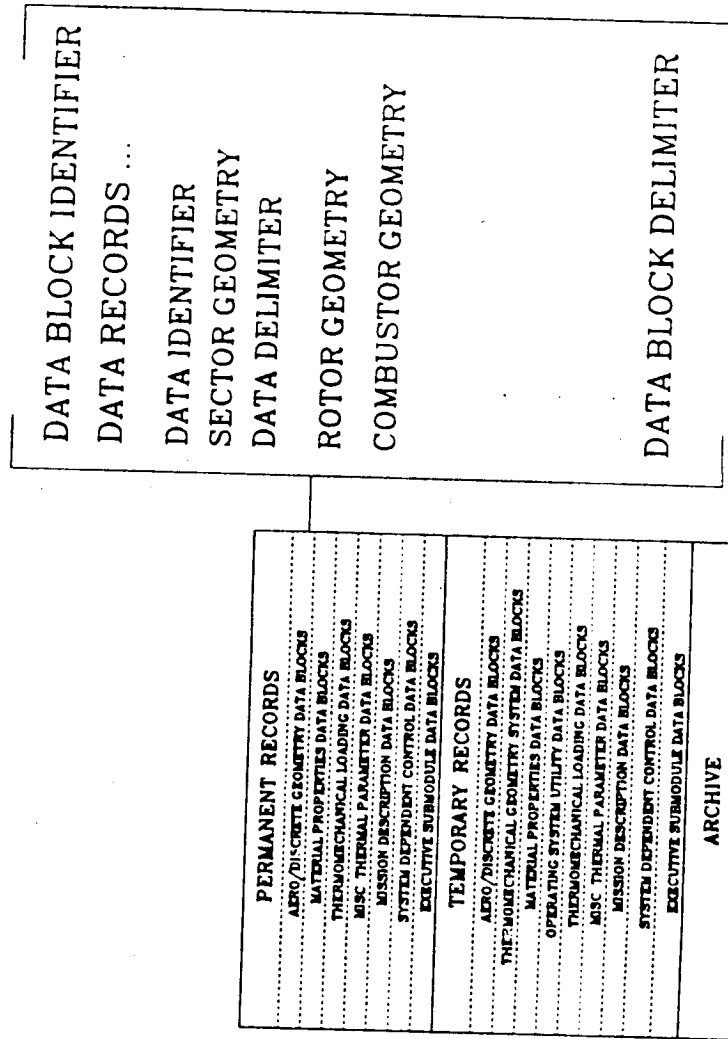 DATA BLOCK IDENTIFIER
DATA RECORDS ...
DATA IDENTIFIER
SECTOR GEOMETRY
DATA DELIMITER
ROTOR GEOMETRY
COMBUSTOR GEOMETRY
DATA BLOCK DELIMITER
PERMANENT RECORDS
AERO/DISCRETE GEOMETRY DATA BLOCKS
MATERIAL PROPERTIES DATA BLOCKS
THERMOMECHANICAL LOADING DATA BLOCKS
MISC THERMAL PARAMETER DATA BLOCKS
MISSION DESCRIPTION DATA BLOCKS
SYSTEM DEPENDENT CONTROL DATA BLOCKS
EXECUTIVE SUBMODULE DATA BLOCKS
TEMPORARY RECORDS
AERO/DISCRETE GEOMETRY DATA BLOCKS
THERMOMECHANICAL GEOMETRY SYSTEM DATA BLOCKS
MATERIAL PROPERTIES DATA BLOCKS
OPERATING SYSTEM UTILITY DATA BLOCKS
THERMOMECHANICAL LOADING DATA BLOCKS
MISC THERMAL PARAMETER DATA BLOCKS
MISSION DESCRIPTION DATA BLOCKS
SYSTEM DEPENDENT CONTROL DATA BLOCKS
EXECUTIVE SUBMODULE DATA BLOCKS
ARCHIVE